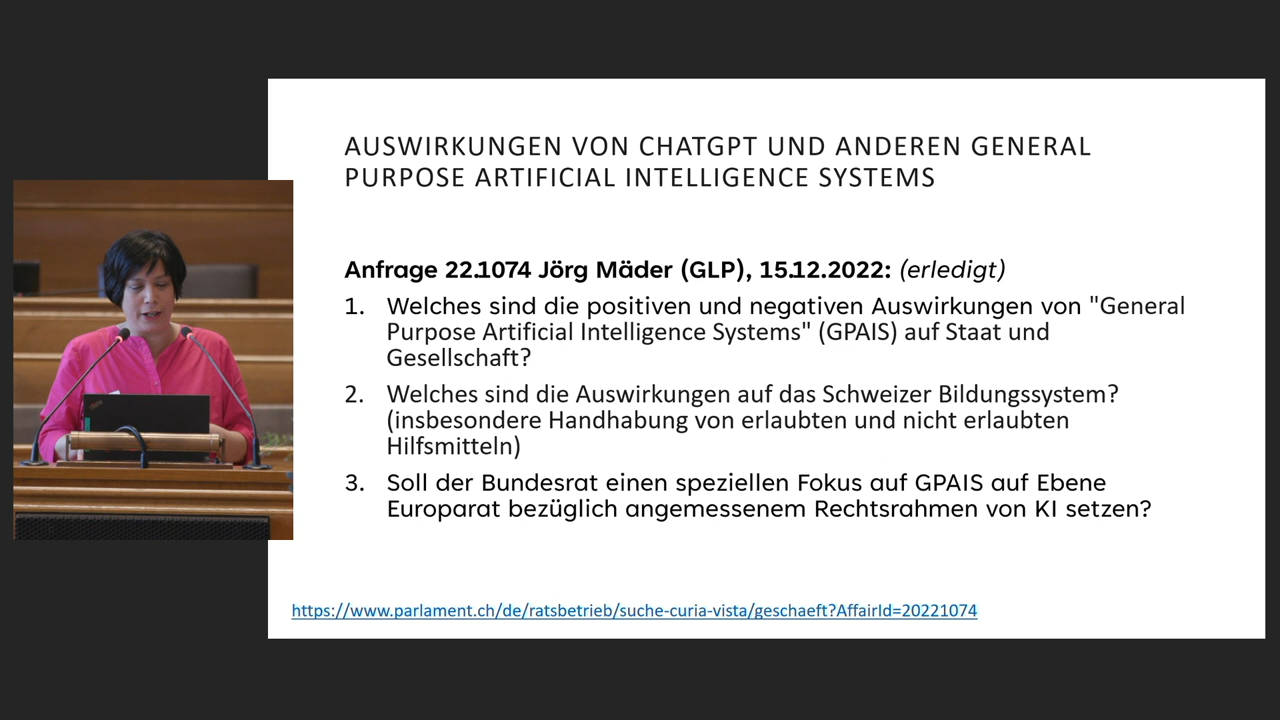 AUSWIRKUNGEN VON CHATGPT UND ANDEREN GENERAL
PURPOSE ARTIFICIAL INTELLIGENCE SYSTEMS
Anfrage 22.1074 Jörg Mäder (GLP), 15.12.2022: (erledigt)
1. Welches sind die positiven und negativen Auswirkungen von "General
Purpose Artificial Intelligence Systems" (GPAIS) auf Staat und
Gesellschaft?
2. Welches sind die Auswirkungen auf das Schweizer Bildungssystem?
(insbesondere Handhabung von erlaubten und nicht erlaubten
Hilfsmitteln)
3. Soll der Bundesrat einen speziellen Fokus auf GPAIS auf Ebene
Europarat bezüglich angemessenem Rechtsrahmen von KI setzen?
https://www.parlament.ch/de/ratsbetrieb/suche-curia-vista/geschaeft?AffairId=20221074